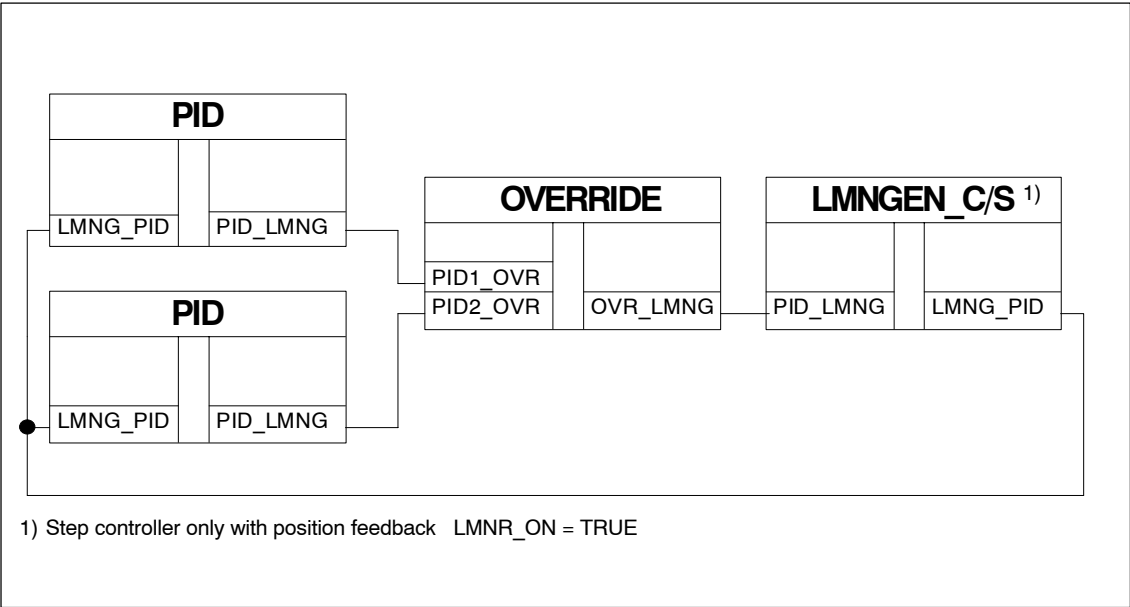 PID
LMNG_PID PID_LMNG
PID
LMNG_PID PID_LMNG
OVERRIDE
PID1_OVR
PID2_OVR OVR_LMNG
LMNGEN_C/S 1)
PID_LMNG LMNG_PID
1) Step controller only with position feedback LMNR_ON = TRUE